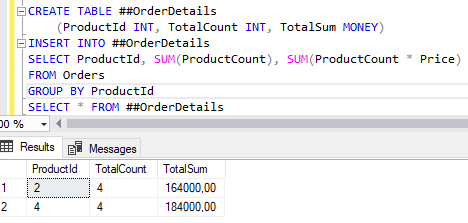 CREATE TABLE ##OrderDetails
(ProductId INT, TotalCount INT, TotalSum MONEY)
INSERT INTO ##OrderDetails
SELECT ProductId, SUM(ProductCount), SUM(ProductCount * Price)
FROM Orders
GROUP BY ProductId
SELECT * FROM ##OrderDetails
00 %
Results Messages
ProductId TotalCount TotalSum
1 2 4 164000,00
2 4 4 184000,00